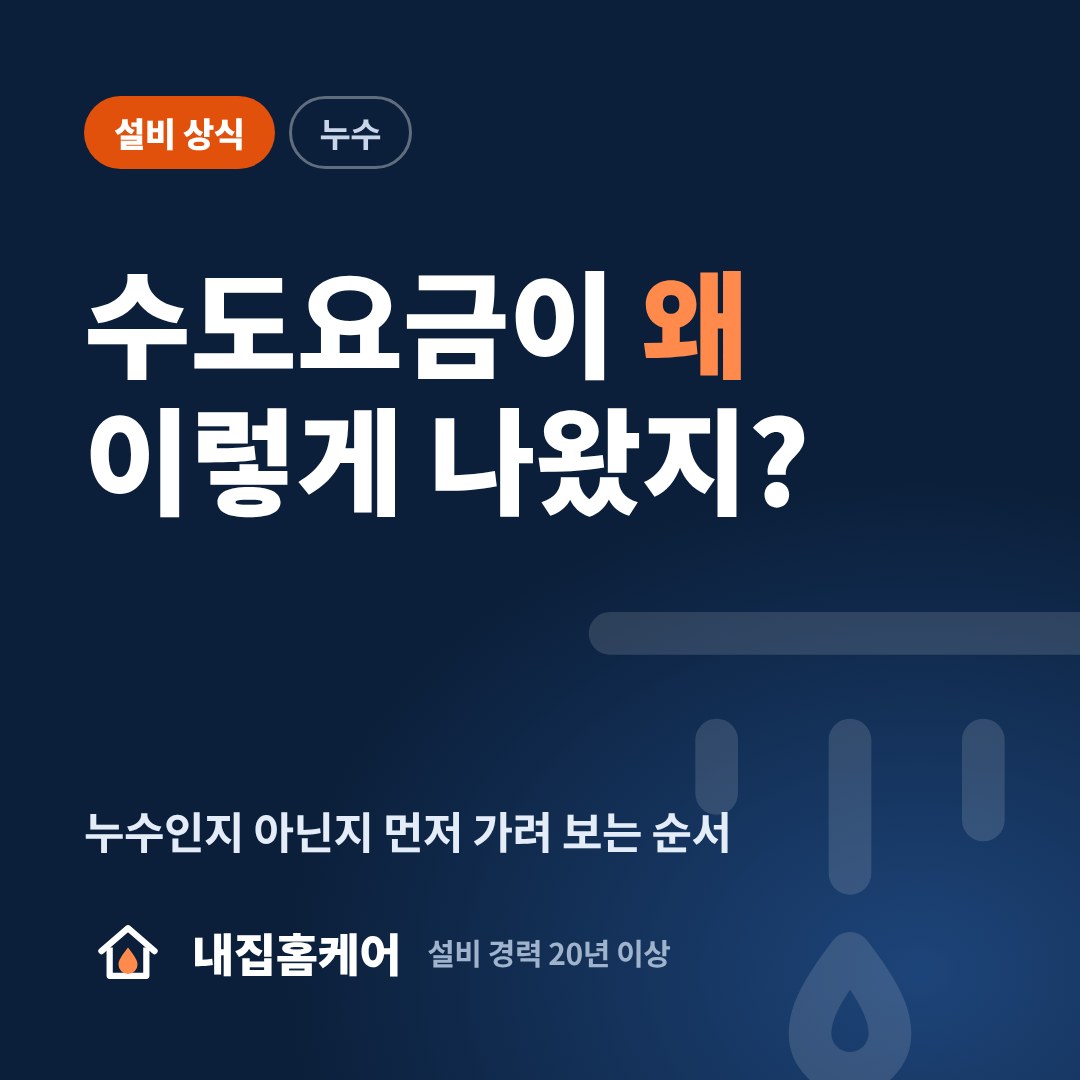 설비 상식
누수
수도요금이 왜
이렇게 나왔지?
누수인지 아닌지 먼저 가려 보는 순서
내집홈케어 설비 경력 20년 이상